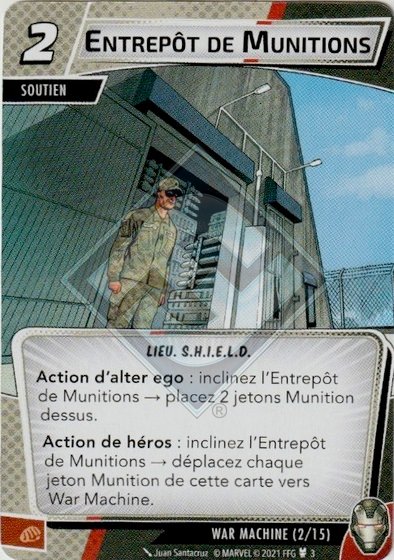 2
ENTREPÔT DE MUNITIONS
SOUTIEN
LIEU. S.H.I.E.L.D.
Action d'alter ego : inclinez l'Entrepôt
de Munitions → placez 2 jetons Munition
dessus.
®
Action de héros : inclinez l'Entrepôt
de Munitions → déplacez chaque
jeton Munition de cette carte vers
War Machine.
WAR MACHINE (2/15)
Juan Santacruz © MARVEL © 2021 FFG 3